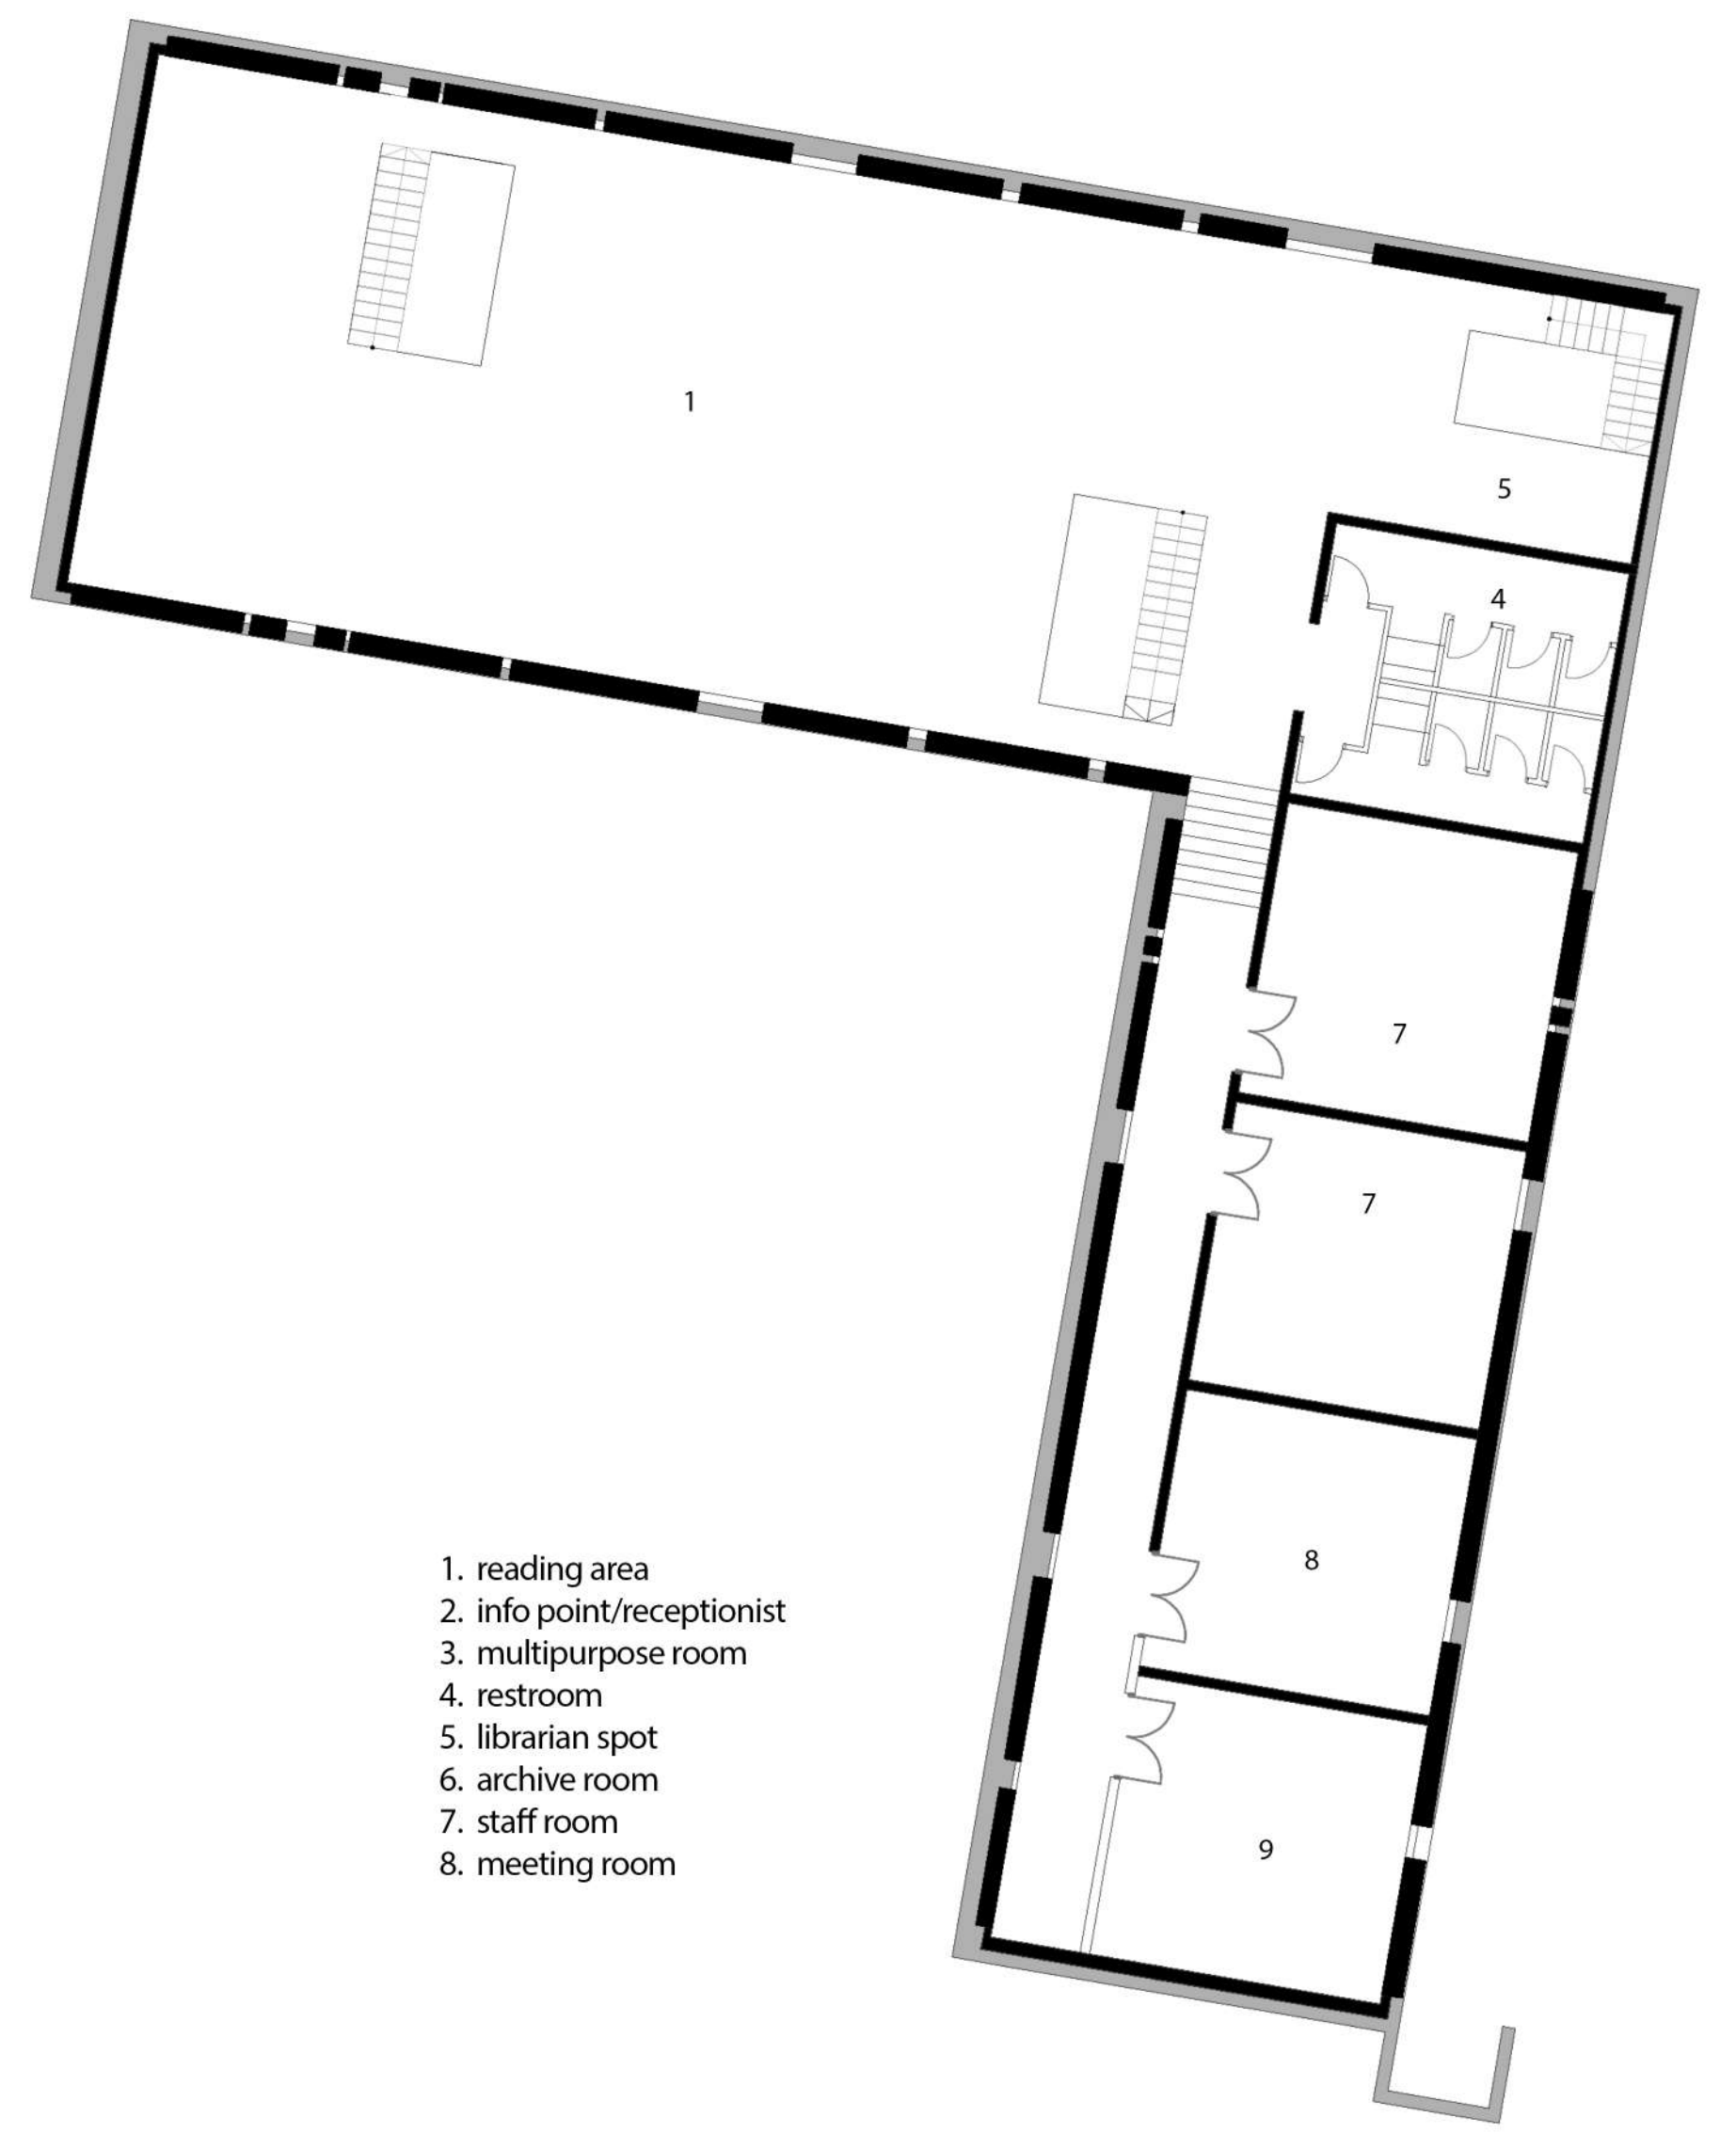 1
5
4
7
7
8
9
1. reading area
2. info point/receptionist
3. multipurpose room
4. restroom
5. librarian spot
6. archive room
7. staff room
8. meeting room